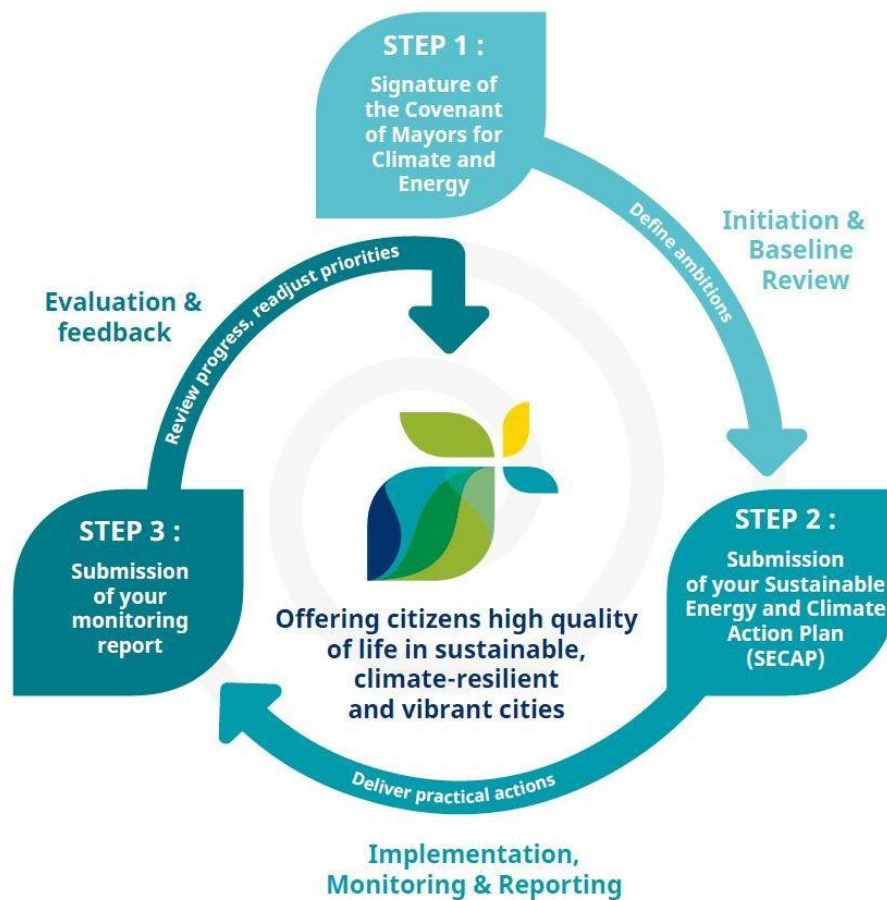 STEP 1 :
Signature of
the Covenant
of Mayors for
Climate and
Energy
Define ambitions
Initiation &
Baseline
Review
STEP 2 :
Submission
of your Sustainable
Energy and Climate
Action Plan
(SECAP)
Deliver practical actions
Implementation,
Monitoring & Reporting
STEP 3 :
Submission
of your
monitoring
report
Review progress, readjust priorities
Evaluation &
feedback
Offering citizens high quality
of life in sustainable,
climate-resilient
and vibrant cities